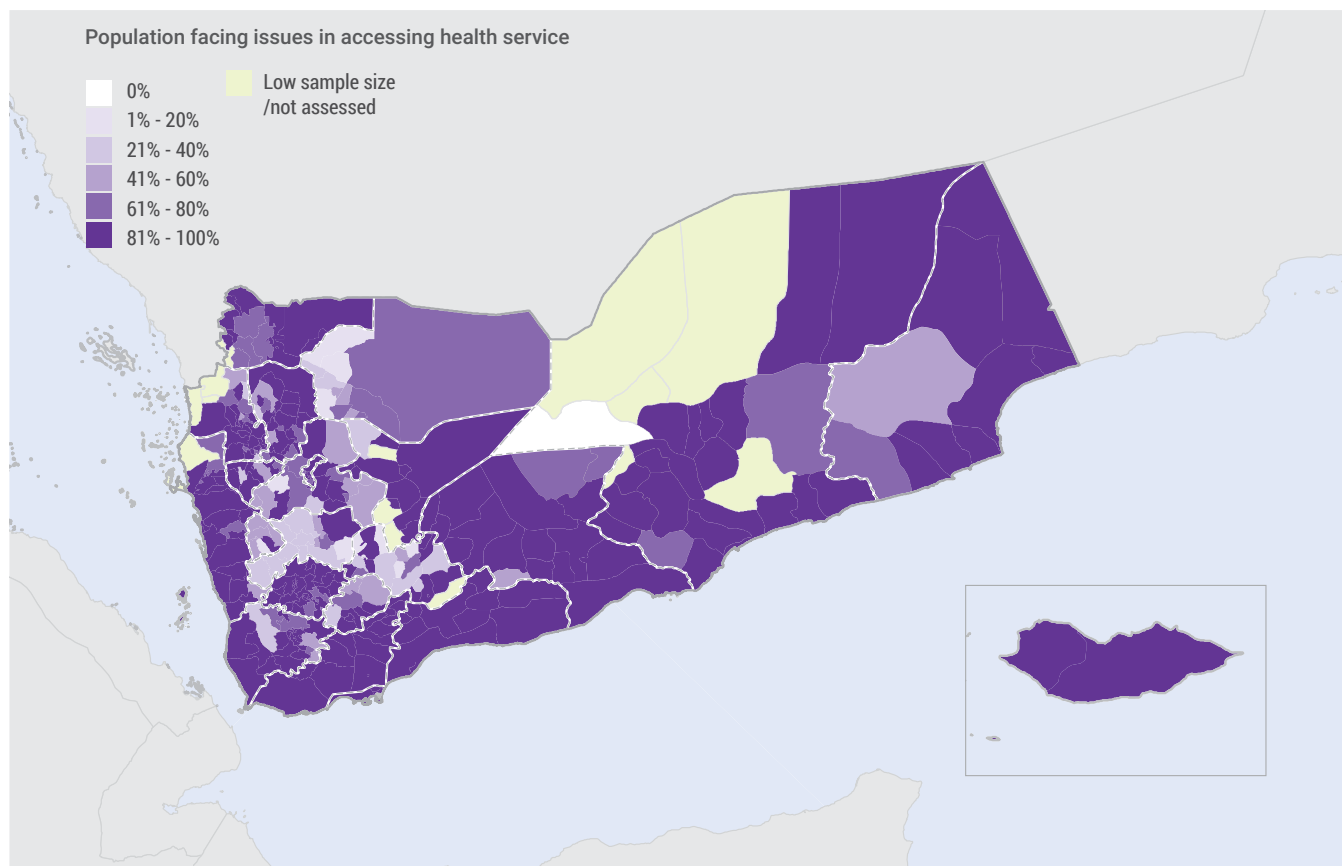 Population facing issues in accessing health service
0%
1% - 20%
21% - 40%
41% - 60%
61% - 80%
81% - 100%
Low sample size
/not assessed